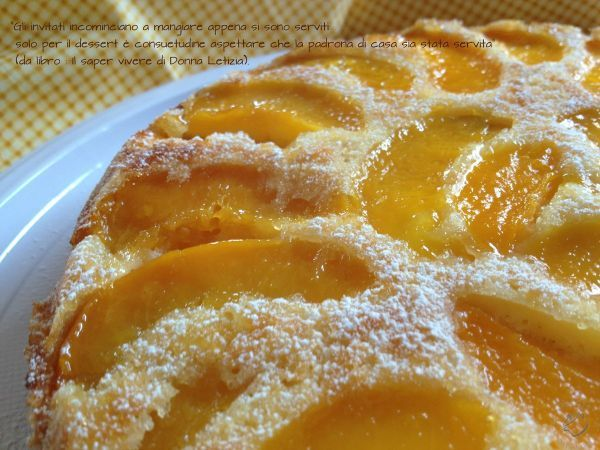 "Gli invitati incominciano a mangiare appena si sono serviti
solo per il dessert è consuetudine aspettare che la padrona di casa sia stata servita"
(da libro : Il saper vivere di Donna Letizia).